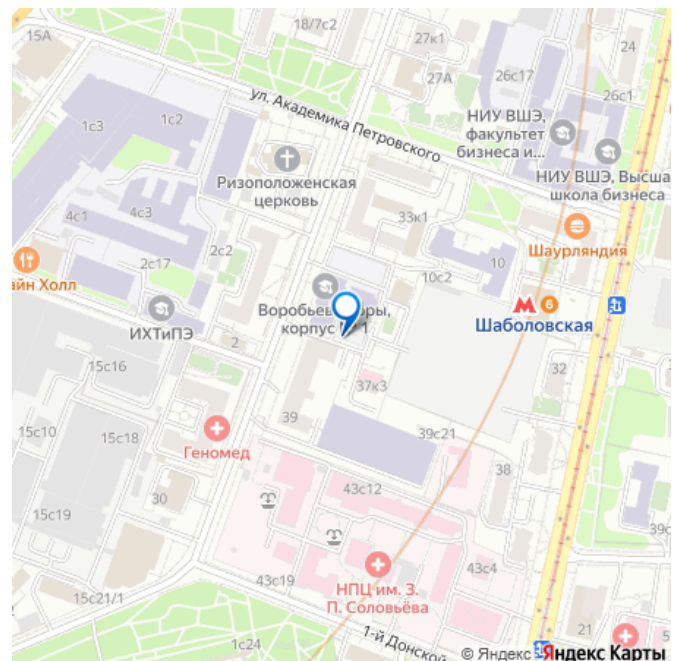 18/7с2
27к1
24
15А
27А
26с17
26с1
ул. Академика Петровского
НИУ ВШЭ,
факультет
бизнеса и...
1с2
1с3
Ризоположенская
церковь
НИУ ВШЭ, Высша
школа бизнеса
4с1
4с3
33к1
Шаурляндия
2с2
10
айн Холл
2с17
10с2
6
Шаболовская
корпус
1
ИХТиПЭ
2
15с16
37к3
32
39
15с10
15с18
Геномед
39с21
38
30
43с12
15с19
39с
НПЦ им. З.
П. Соловьёва
43с4
43с19
15с21/1
21
5
1с24
1-й Донской
© Яндекс
Яндекс Карты